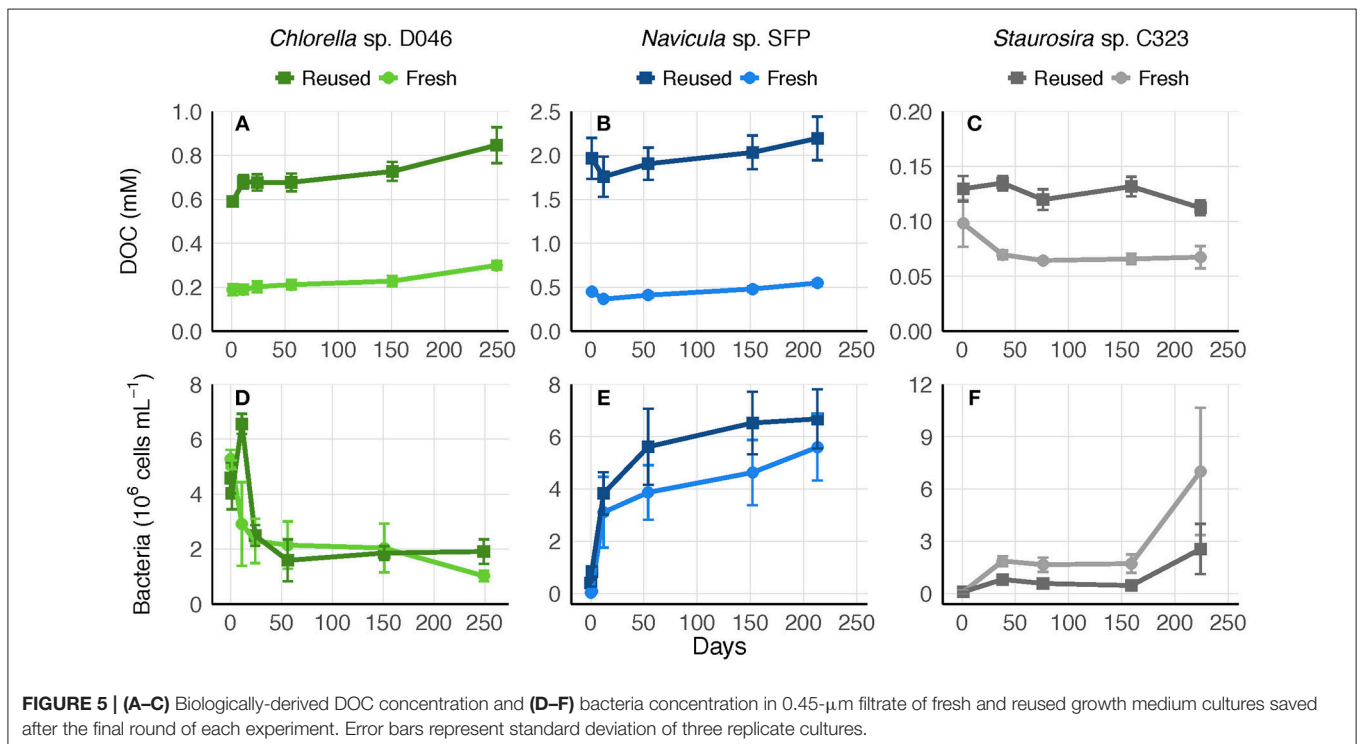 Chlorella sp. D046 Navicula sp. SFP Staurosira sp. C323
Reused Fresh Reused Fresh Reused Fresh
A B C
DOC (mM)
1.0 2.5 0.20
0.8 2.0 0.15
0.6 1.5 0.10
0.4 1.0 0.05
0.2 0.5 0.00
0.0 0.0
0 50 100 150 200 250 0 50 100 150 200 250 0 50 100 150 200 250
D E F
Bacteria (10⁶ cells mL⁻¹)
8 8 12
6 6 9
4 4 6
2 2 3
0 0 0
0 50 100 150 200 250 0 50 100 150 200 250 0 50 100 150 200 250
Days
FIGURE 5 | (A–C) Biologically-derived DOC concentration and (D–F) bacteria concentration in 0.45-μm filtrate of fresh and reused growth medium cultures saved
after the final round of each experiment. Error bars represent standard deviation of three replicate cultures.